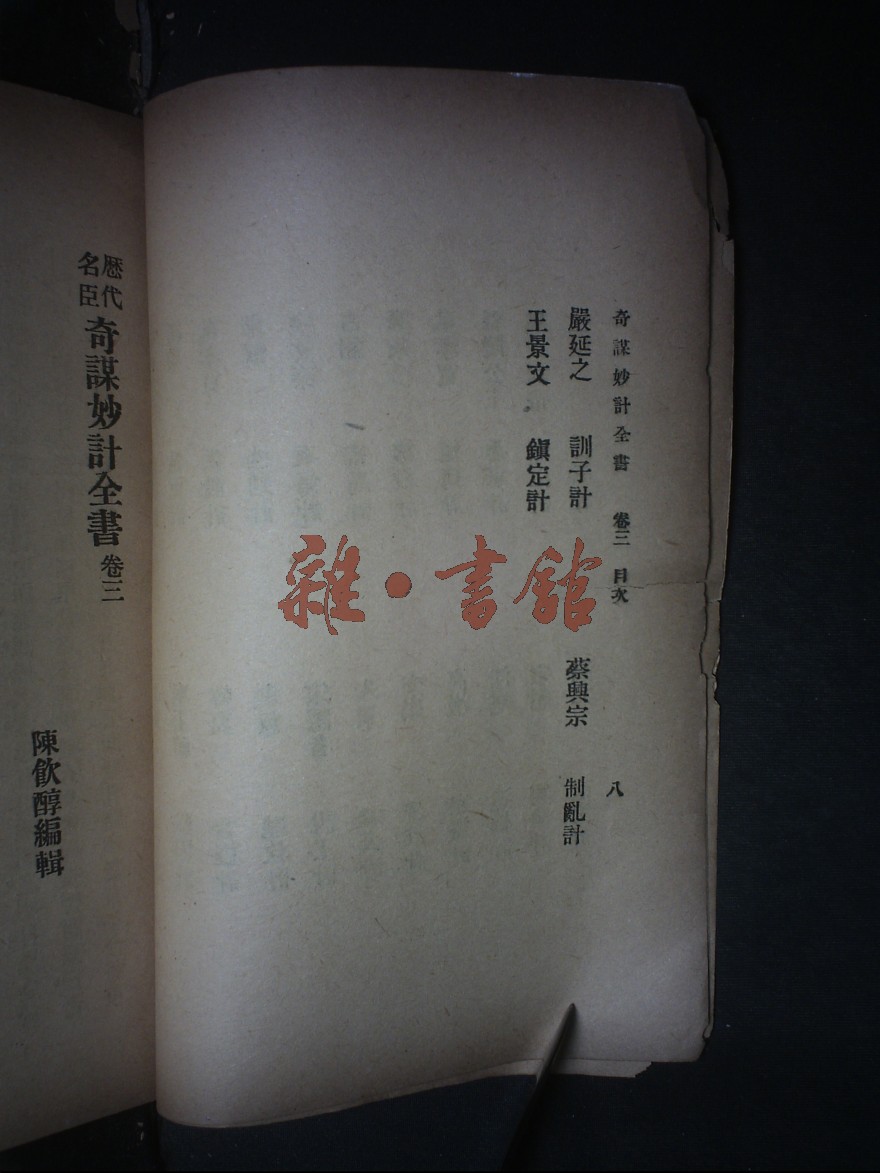 奇謀妙計全書 卷三 目次 八
嚴延之 訓子計 蔡興宗 制亂計
王景文 鎭定計
雜·書館
歷代名臣 奇謀妙計全書 卷三
陳飮醇編輯